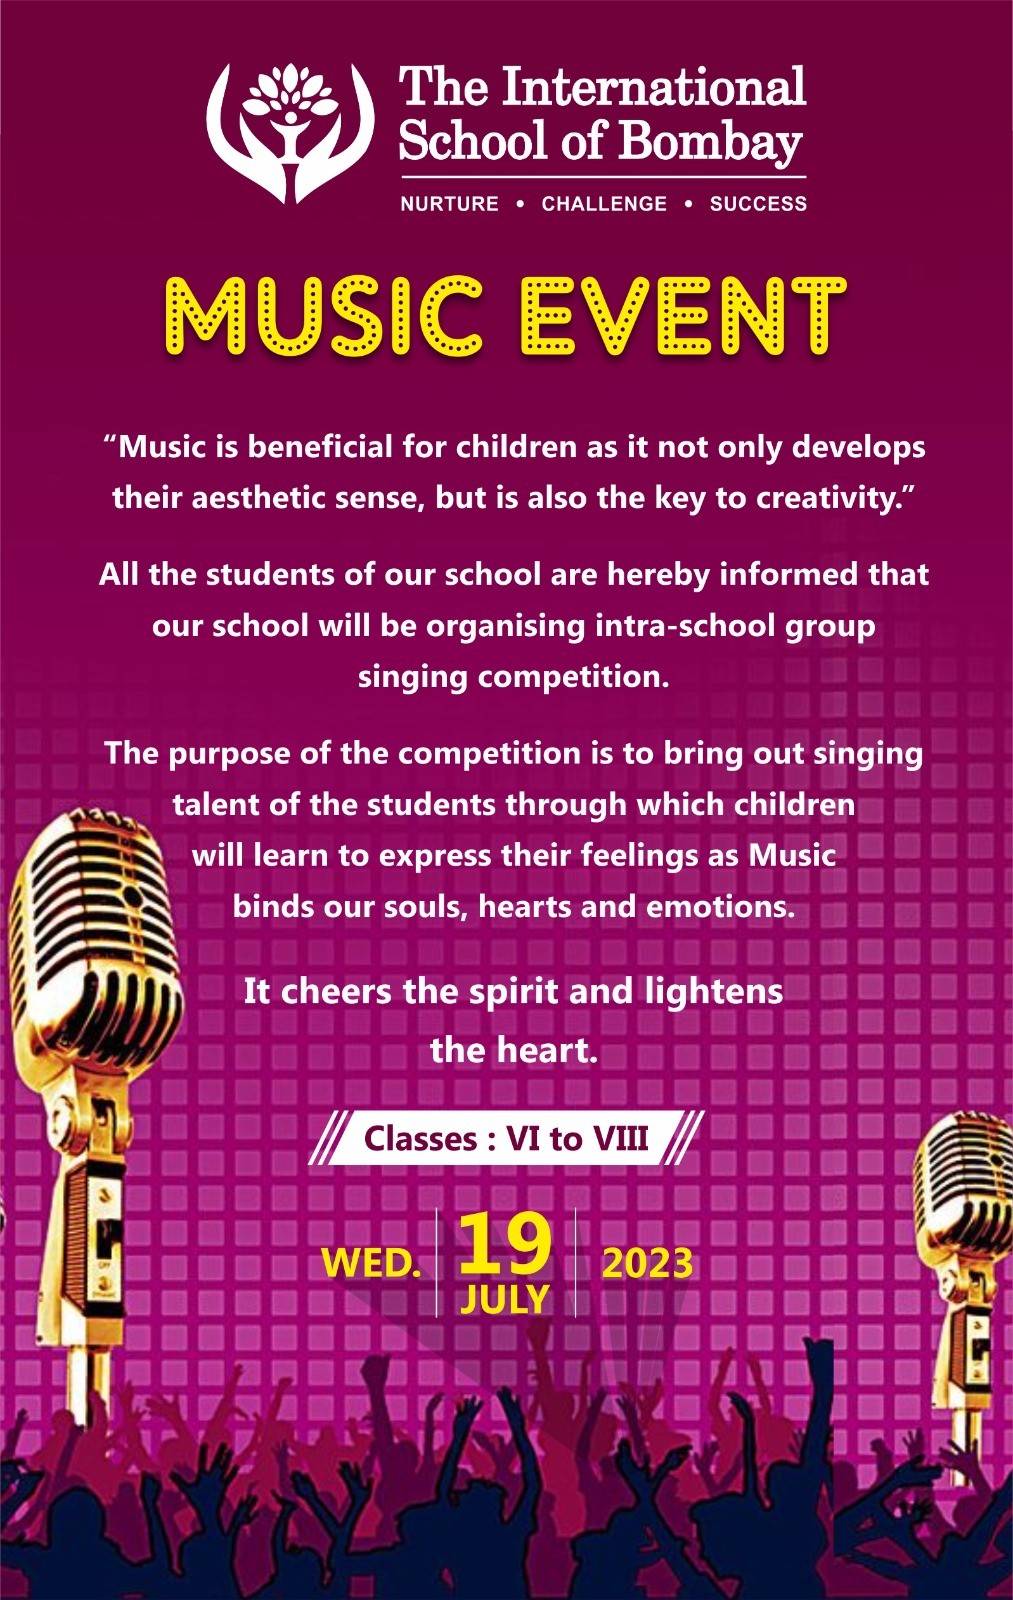 The International
School of Bombay
NURTURE • CHALLENGE • SUCCESS
MUSIC EVENT
“Music is beneficial for children as it not only develops
their aesthetic sense, but is also the key to creativity.”
All the students of our school are hereby informed that
our school will be organising intra-school group
singing competition.
The purpose of the competition is to bring out singing
talent of the students through which children
will learn to express their feelings as Music
binds our souls, hearts and emotions.
It cheers the spirit and lightens
the heart.
Classes : VI to VIII
WED. 19 2023
JULY